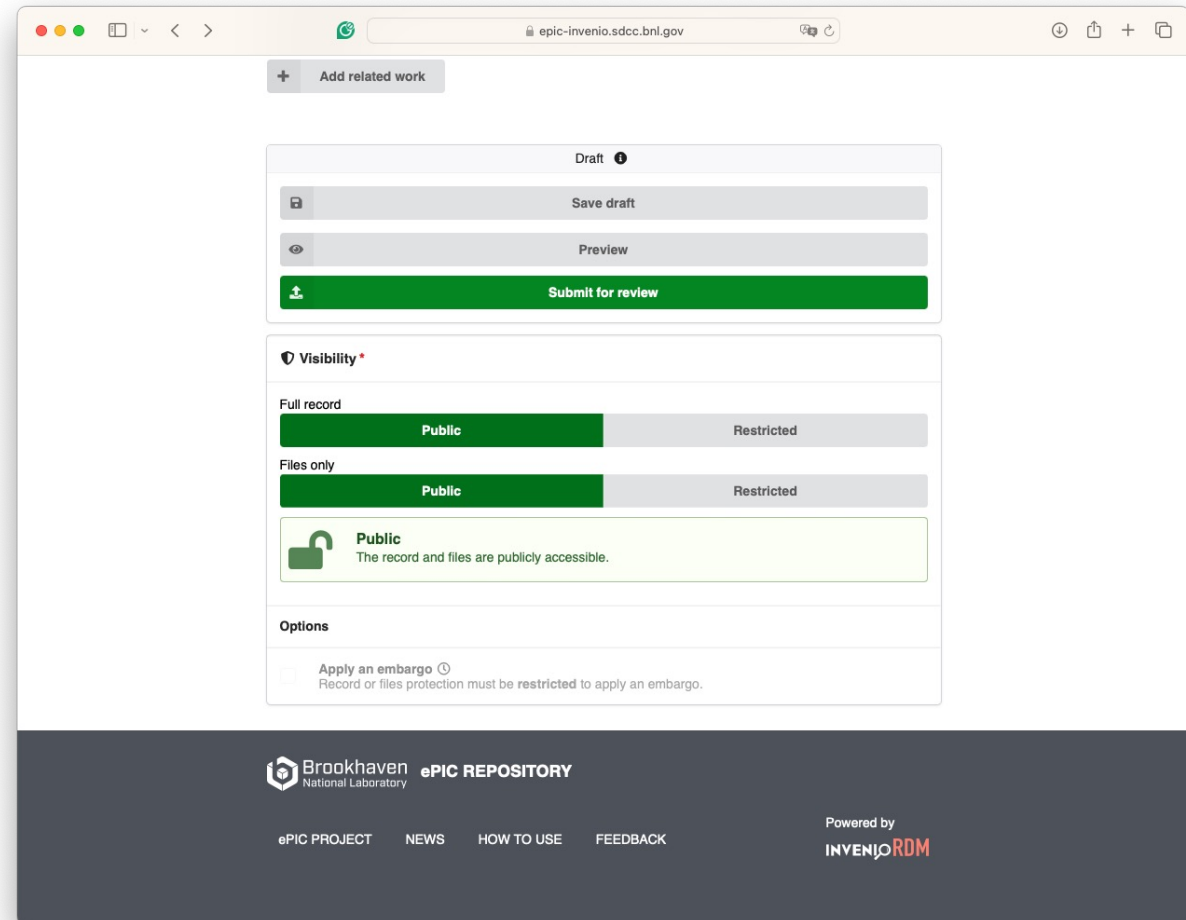 epic-invenio.sdcc.bnl.gov
Add related work
Draft
Save draft
Preview
Submit for review
Visibility *
Full record
Public Restricted
Files only
Public Restricted
Public
The record and files are publicly accessible.
Options
Apply an embargo
Record or files protection must be restricted to apply an embargo.
Brookhaven
National Laboratory
ePIC REPOSITORY
ePIC PROJECT NEWS HOW TO USE FEEDBACK
Powered by
INVENIORDM